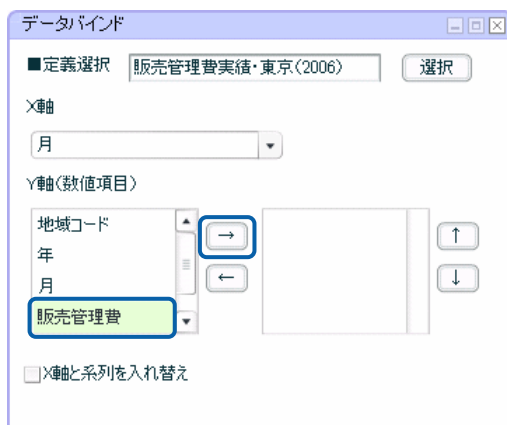 データバインド
■定義選択 販売管理費実績・東京(2006) 選択
X軸
月
Y軸(数値項目)
地域コード
年
月
販売管理費
→
←
↑
↓
X軸と系列を入れ替え